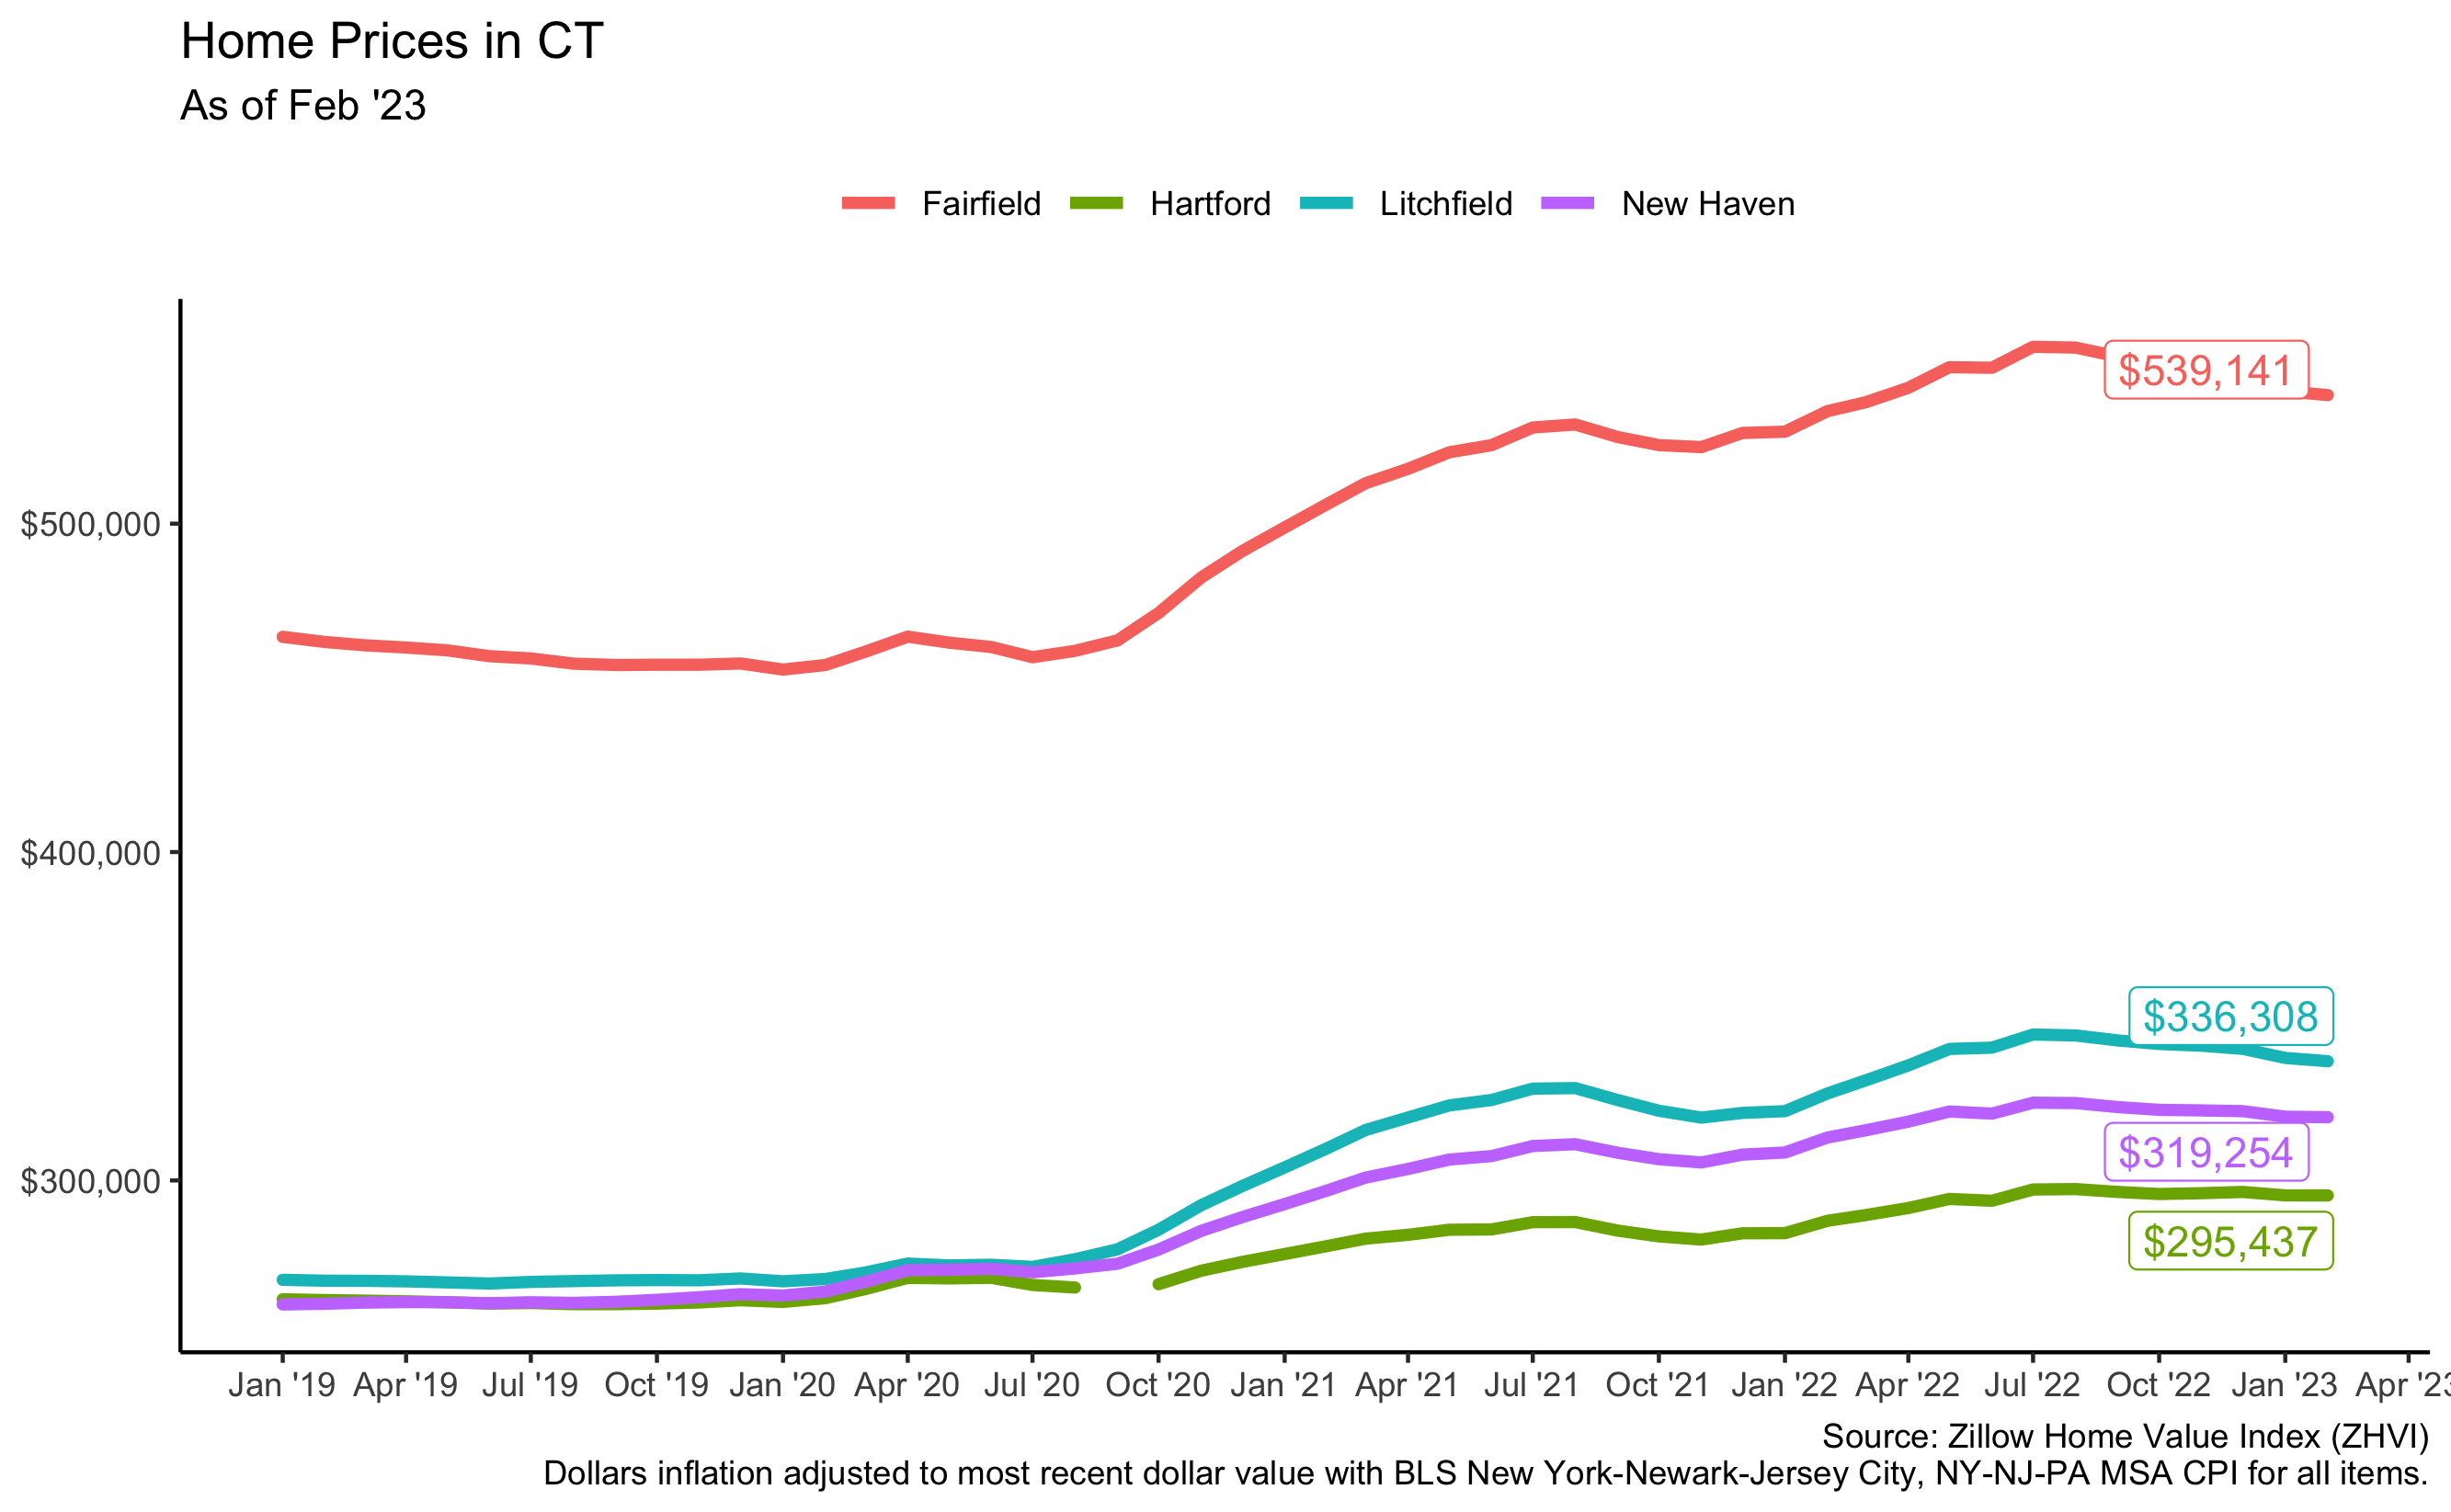 Home Prices in CT
As of Feb '23
Fairfield Hartford Litchfield New Haven
$539,141
$500,000
$400,000
$336,308
$319,254
$300,000
$295,437
Jan '19 Apr '19 Jul '19 Oct '19 Jan '20 Apr '20 Jul '20 Oct '20 Jan '21 Apr '21 Jul '21 Oct '21 Jan '22 Apr '22 Jul '22 Oct '22 Jan '23 Apr '23
Source: Zillow Home Value Index (ZHVI)
Dollars inflation adjusted to most recent dollar value with BLS New York-Newark-Jersey City, NY-NJ-PA MSA CPI for all items.